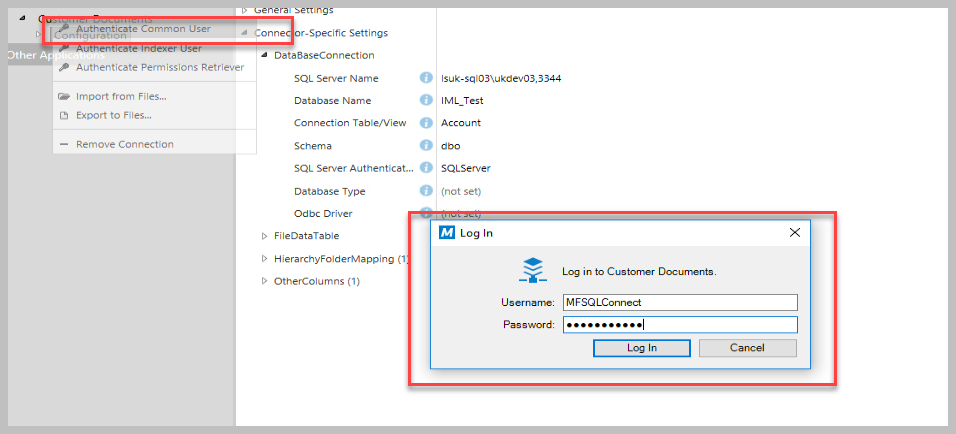 Customer Documents
Configuration
Other Applications
Authenticate Common User
Authenticate Indexer User
Authenticate Permissions Retriever
Import from Files...
Export to Files...
Remove Connection
General Settings
Connector-Specific Settings
DataBaseConnection
SQL Server Name lsuk-sql03\ukdev03,3344
Database Name IML_Test
Connection Table/View Account
Schema dbo
SQL Server Authenticat... SQLServer
Database Type (not set)
Odbc Driver (not set)
FileDataTable
HierarchyFolderMapping (1)
OtherColumns (1)
M Log In
Log in to Customer Documents.
Username: MFSQLConnect
Password: ●●●●●●●●●●●
Log In Cancel